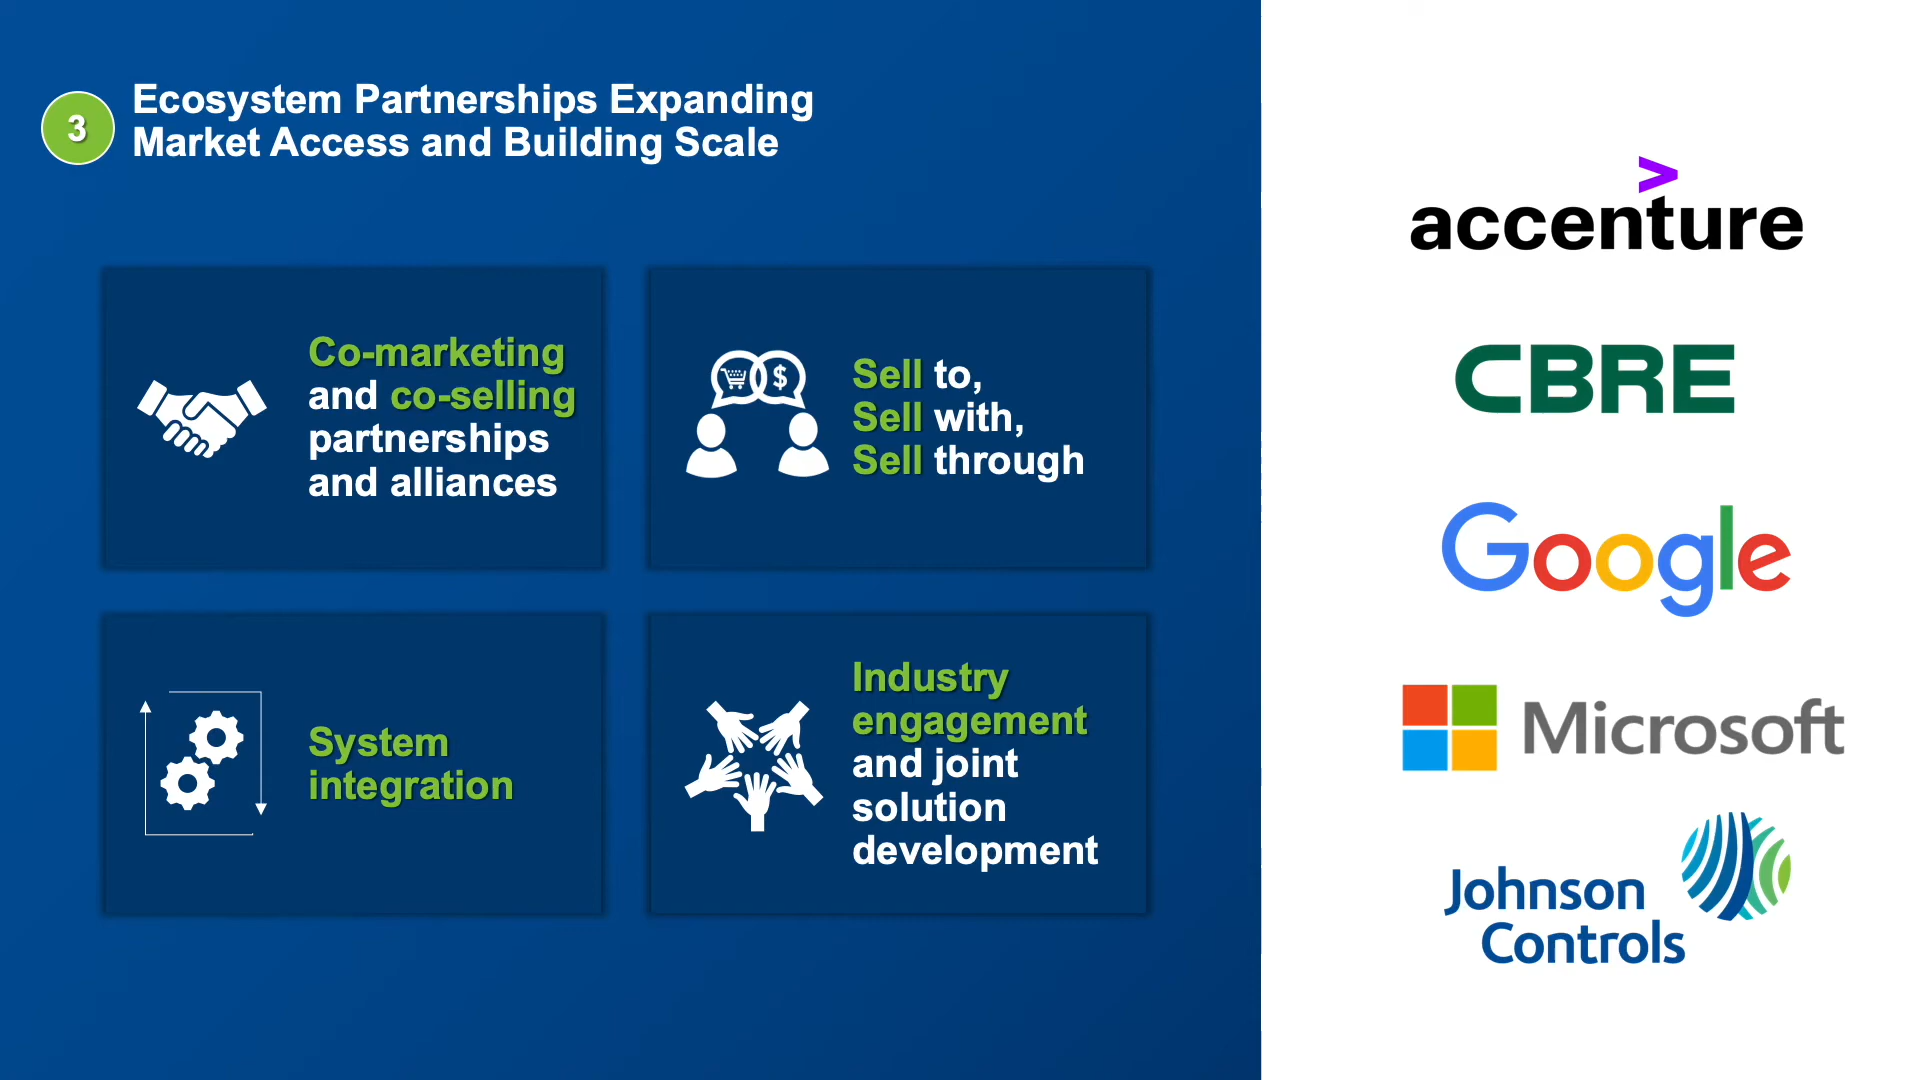 3
Ecosystem Partnerships Expanding
Market Access and Building Scale
Co-marketing
and co-selling
partnerships
and alliances
$
Sell to,
Sell with,
Sell through
System
integration
Industry
engagement
and joint
solution
development
>
accenture
CBRE
Google
Microsoft
Johnson
Controls